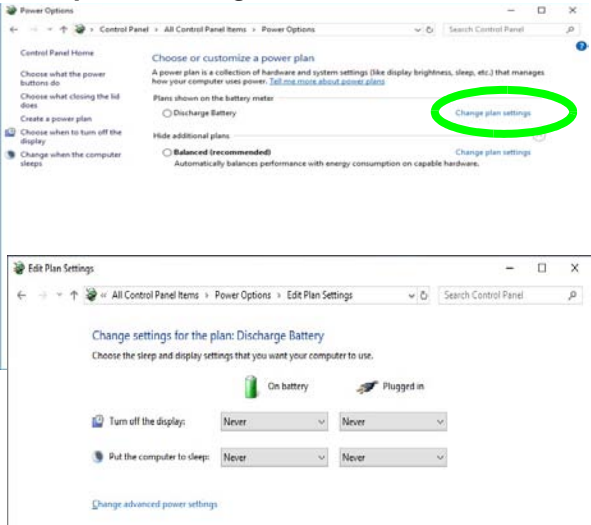 Power Options
Control Panel > All Control Panel Items > Power Options
Search Control Panel
Control Panel Home
Choose what the power buttons do
Choose what closing the lid does
Create a power plan
Choose when to turn off the display
Change when the computer sleeps
Choose or customize a power plan
A power plan is a collection of hardware and system settings (like display brightness, sleep, etc.) that manages
how your computer uses power. Tell me more about power plans
Plans shown on the battery meter
Discharge Battery Change plan settings
Hide additional plans
Balanced (recommended) Change plan settings
Automatically balances performance with energy consumption on capable hardware.
Edit Plan Settings
« All Control Panel Items > Power Options > Edit Plan Settings
Search Control Panel
Change settings for the plan: Discharge Battery
Choose the sleep and display settings that you want your computer to use.
On battery Plugged in
Turn off the display: Never Never
Put the computer to sleep: Never Never
Change advanced power settings